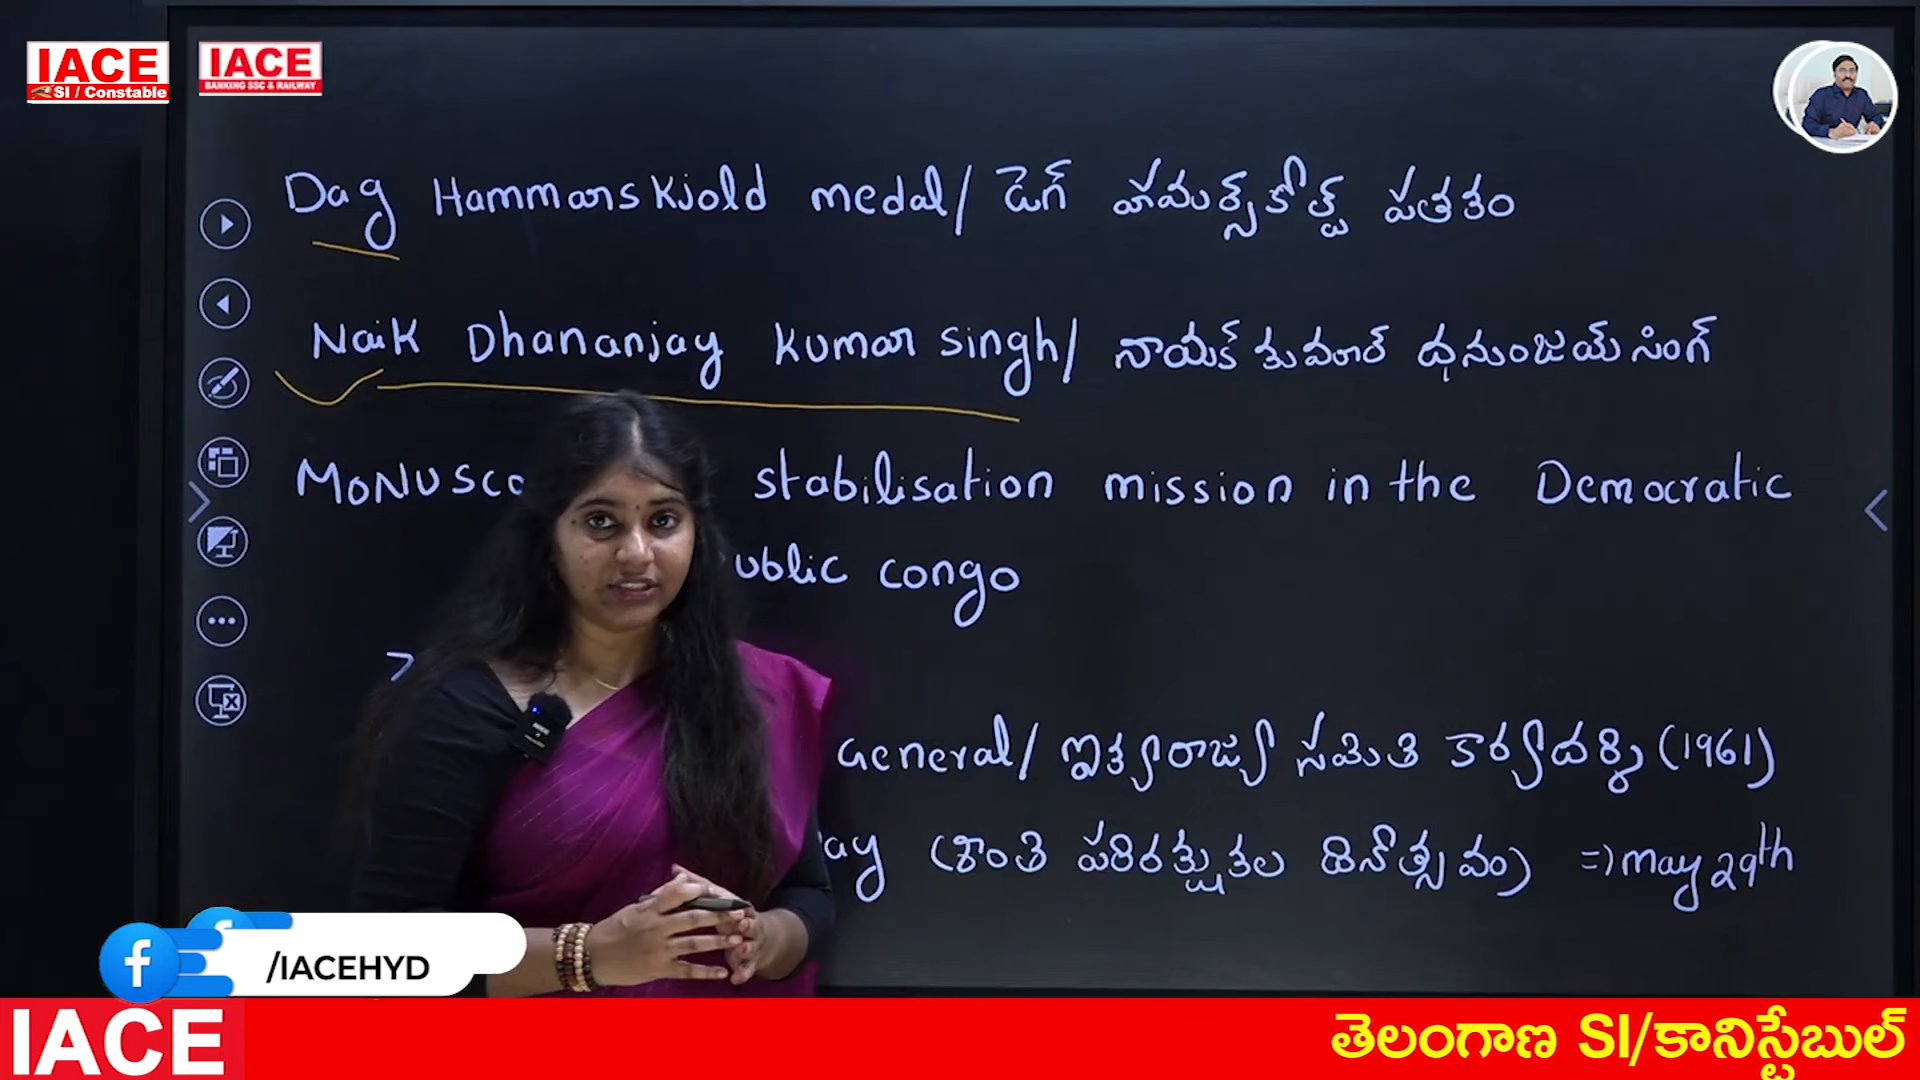 IACE
SI / Constable
IACE
BANKING SSC & RAILWAY
Dag Hammarskjold medal/ డెగ్ హమర్స్కోల్డ్ పతకం
Naik Dhananjay Kumar Singh/ నాయక్ కుమార్ ధనుంజయ్ సింగ్
MONUSCO stabilisation mission in the Democratic
ublic congo
General/ ఐక్యరాజ్య సమితి కార్యదర్శి (1961)
ay (శాంతి పరిరక్షకుల దినోత్సవం) => may 29th
/IACEHYD
IACE
తెలంగాణ SI/కానిస్టేబుల్